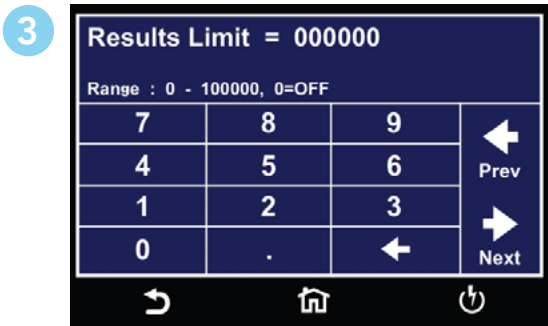 3
Results Limit = 000000
Range : 0 - 100000, 0=OFF
7 8 9
4 5 6 Prev
1 2 3
0 . Next